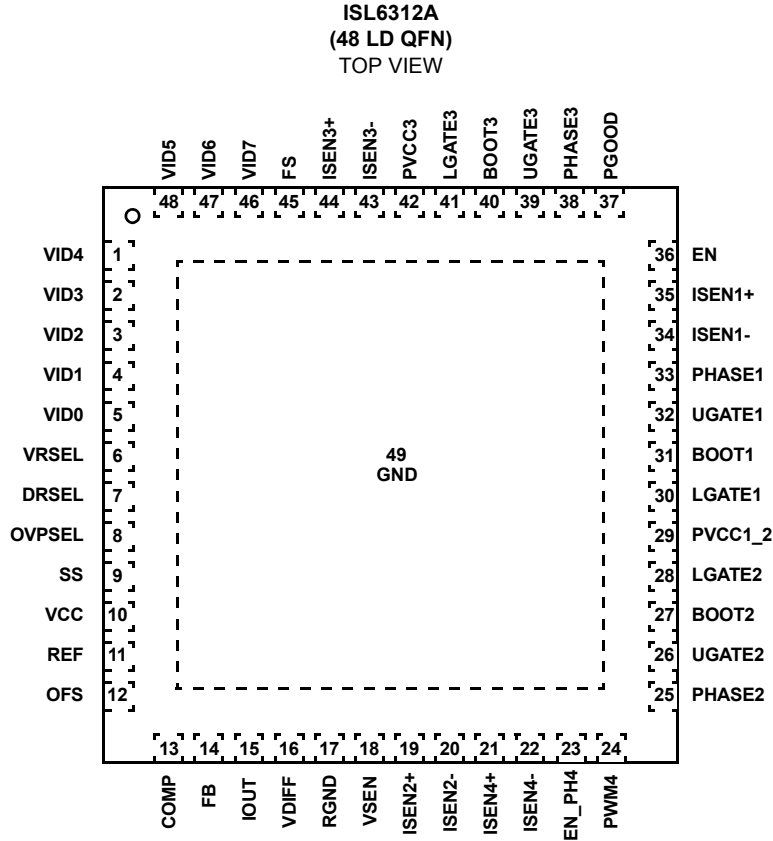 ISL6312A
(48 LD QFN)
TOP VIEW
VID5 VID6 VID7 FS ISEN3+ ISEN3- PVCC3 LGATE3 BOOT3 UGATE3 PHASE3 PGOOD
48 47 46 45 44 43 42 41 40 39 38 37
VID4 1 36 EN
VID3 2 35 ISEN1+
VID2 3 34 ISEN1-
VID1 4 33 PHASE1
VID0 5 32 UGATE1
VRSEL 6 31 BOOT1
49
GND
DRSEL 7 30 LGATE1
OVPSEL 8 29 PVCC1_2
SS 9 28 LGATE2
VCC 10 27 BOOT2
REF 11 26 UGATE2
OFS 12 25 PHASE2
13 14 15 16 17 18 19 20 21 22 23 24
COMP FB IOUT VDIFF RGND VSEN ISEN2+ ISEN2- ISEN4+ ISEN4- EN_PH4 PWM4